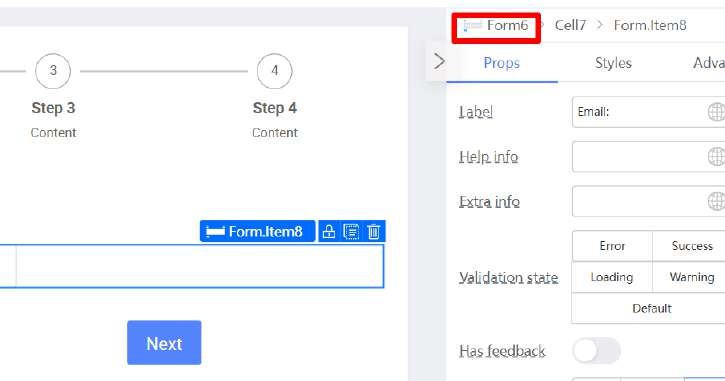 Form6 > Cell7 > Form.Item8
Props Styles Adva
3 4
Step 3 Step 4
Content Content
Label Email:
Help info
Extra info
Form.Item8
Error Success
Validation state Loading Warning
Default
Next
Has feedback